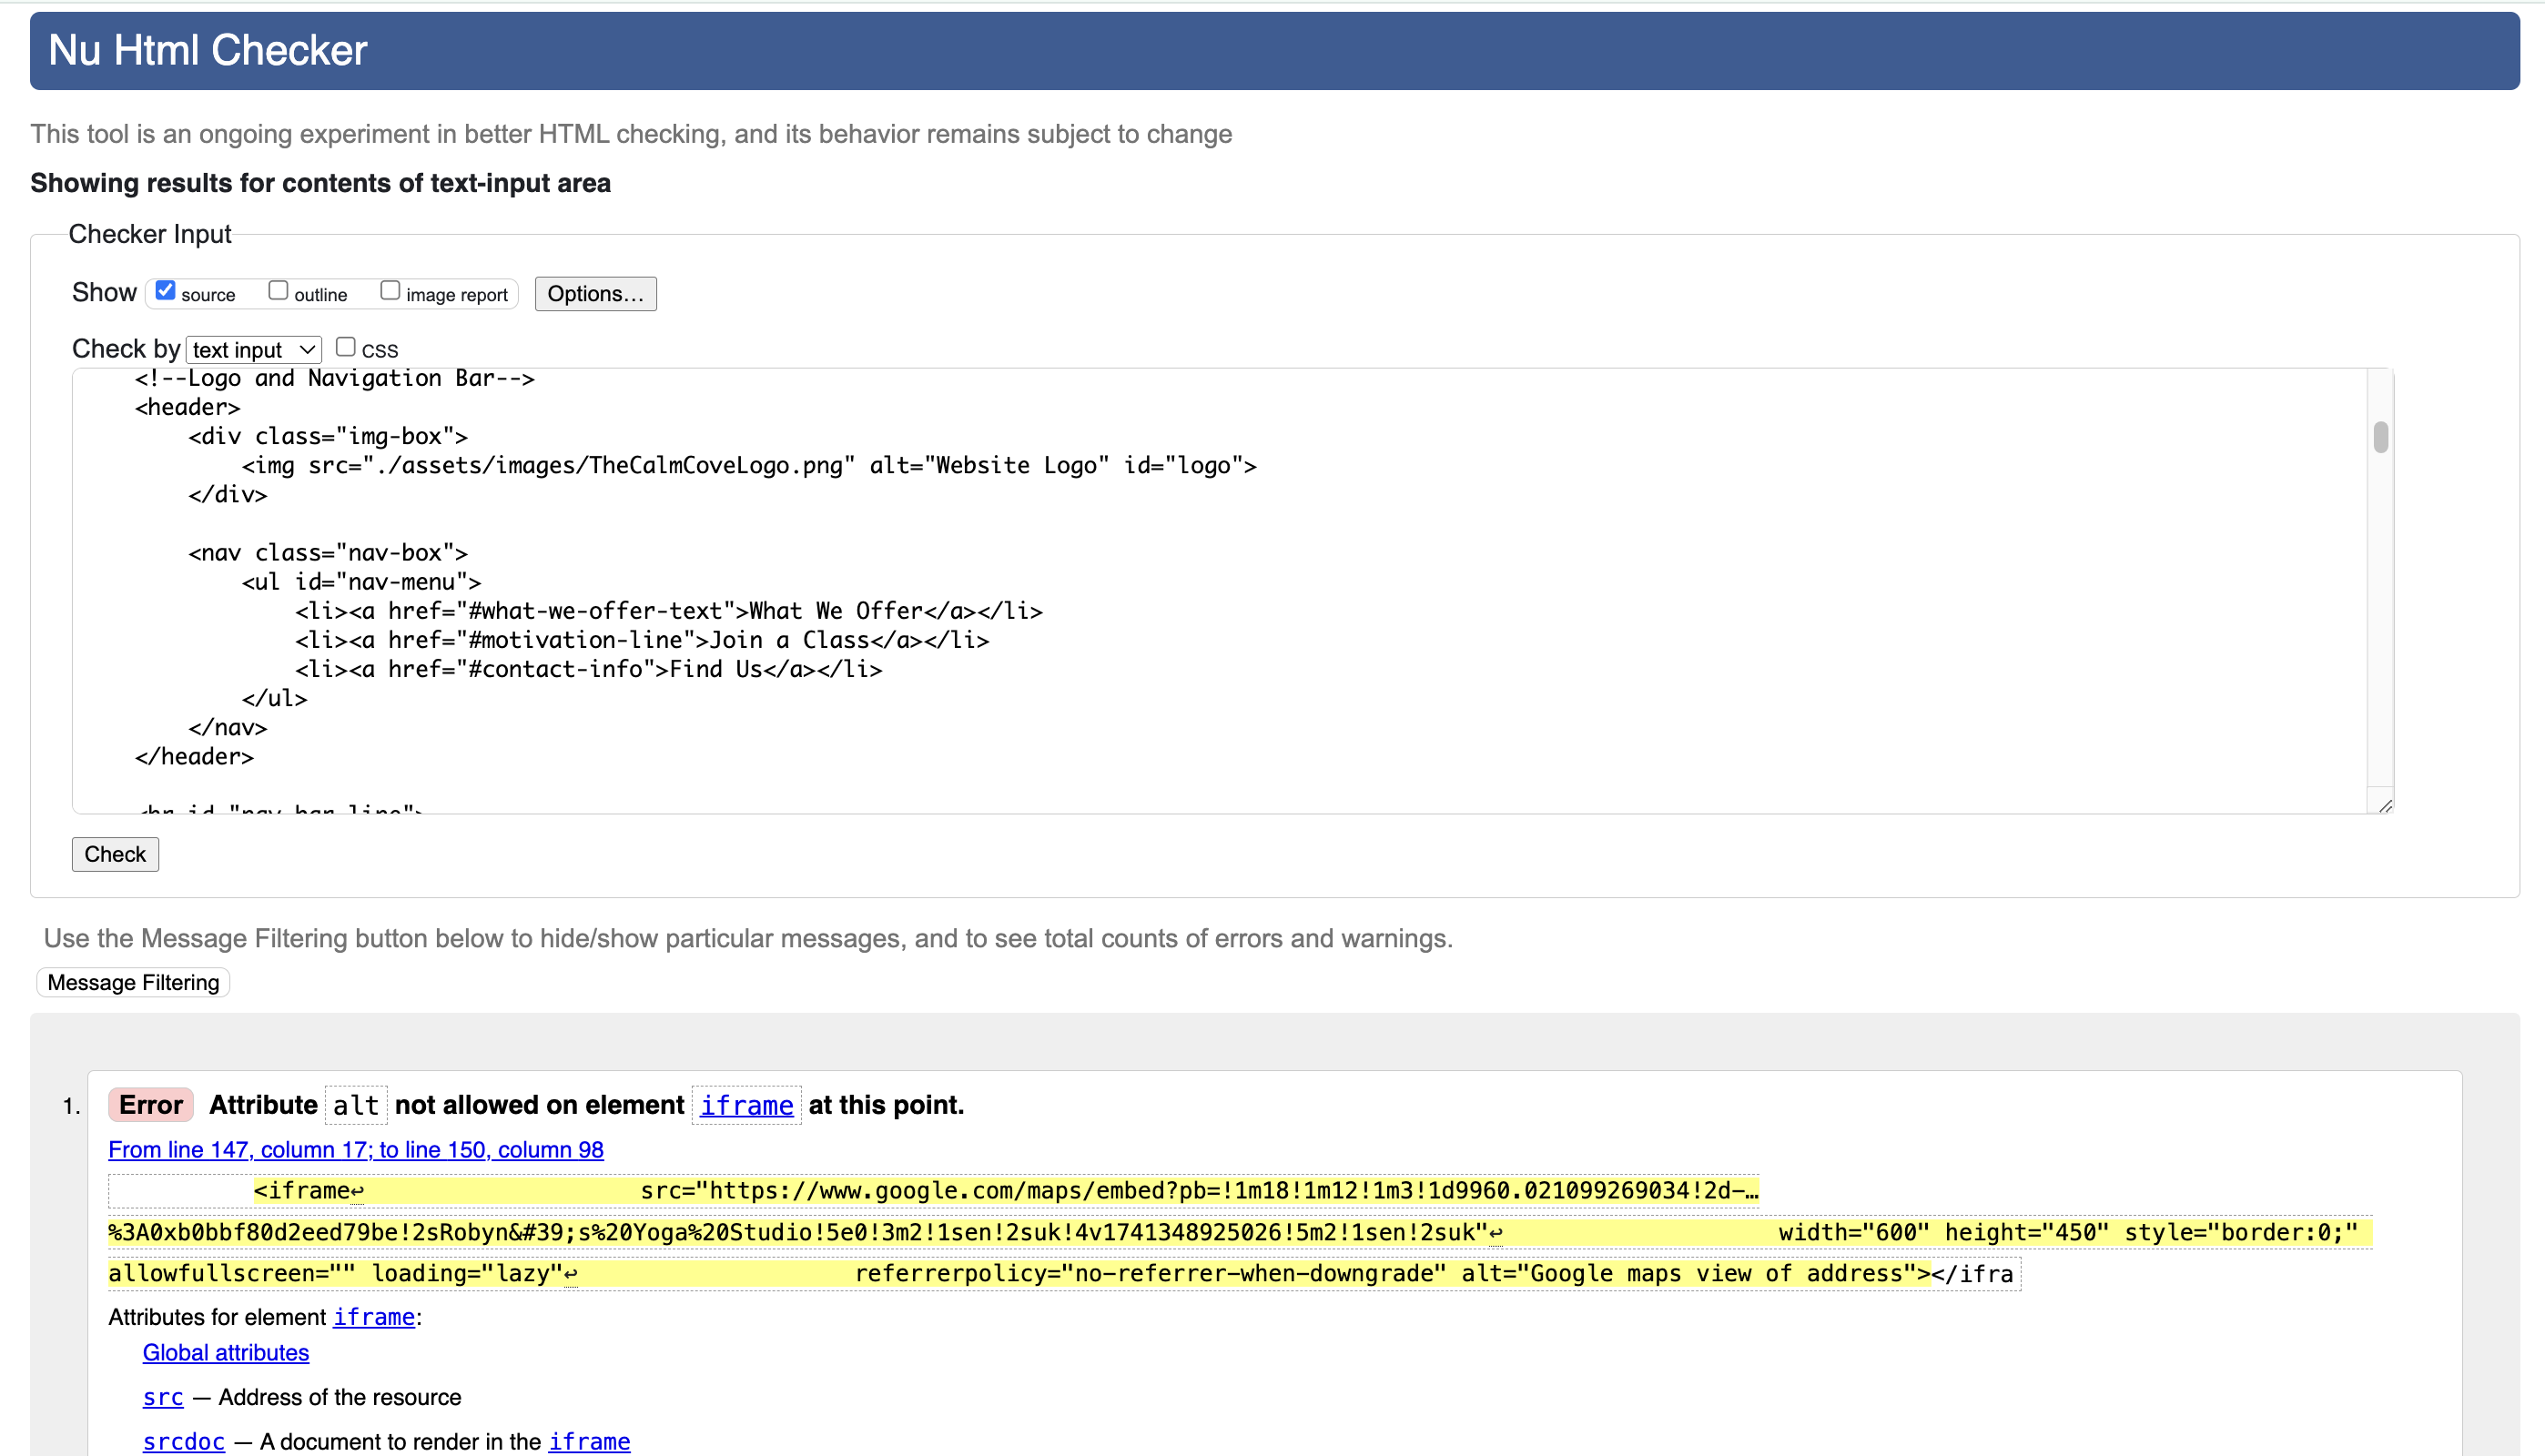 Nu Html Checker
This tool is an ongoing experiment in better HTML checking, and its behavior remains subject to change
Showing results for contents of text-input area
Checker Input
Show source outline image report Options...
Check by text input CSS
<!--Logo and Navigation Bar-->
<header>
<div class="img-box">
<img src="./assets/images/TheCalmCoveLogo.png" alt="Website Logo" id="logo">
</div>
<nav class="nav-box">
<ul id="nav-menu">
<li><a href="#what-we-offer-text">What We Offer</a></li>
<li><a href="#motivation-line">Join a Class</a></li>
<li><a href="#contact-info">Find Us</a></li>
</ul>
</nav>
</header>
<hr id="nav-bar-line">
Check
Use the Message Filtering button below to hide/show particular messages, and to see total counts of errors and warnings.
Message Filtering
1. Error Attribute alt not allowed on element iframe at this point.
From line 147, column 17; to line 150, column 98
<iframe↩ src="https://www.google.com/maps/embed?pb=!1m18!1m12!1m3!1d9960.021099269034!2d-…
%3A0xb0bbf80d2eed79be!2sRobyn&#39;s%20Yoga%20Studio!5e0!3m2!1sen!2suk!4v1741348925026!5m2!1sen!2suk"↩ width="600" height="450" style="border:0;"
allowfullscreen="" loading="lazy"↩ referrerpolicy="no-referrer-when-downgrade" alt="Google maps view of address"></ifra
Attributes for element iframe:
Global attributes
src — Address of the resource
srcdoc — A document to render in the iframe